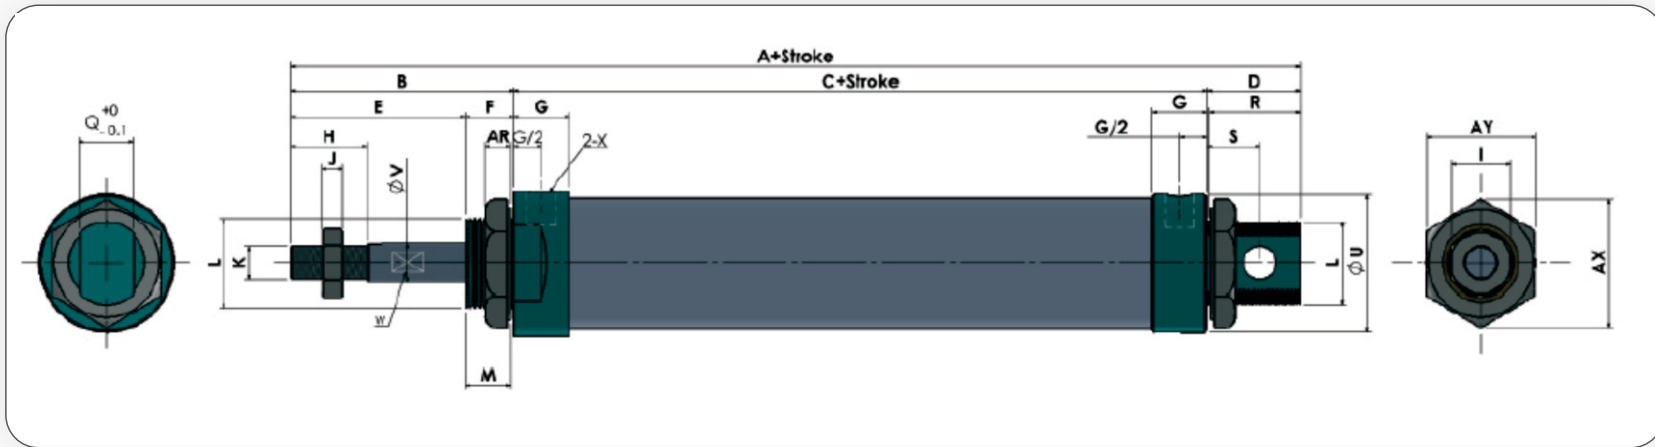 A+Stroke
B C+Stroke D
E F G G R
Q +0 -0.1
H AR G/2 2-X G/2 S AY
J ØV I
L K L ØU AX
W
M